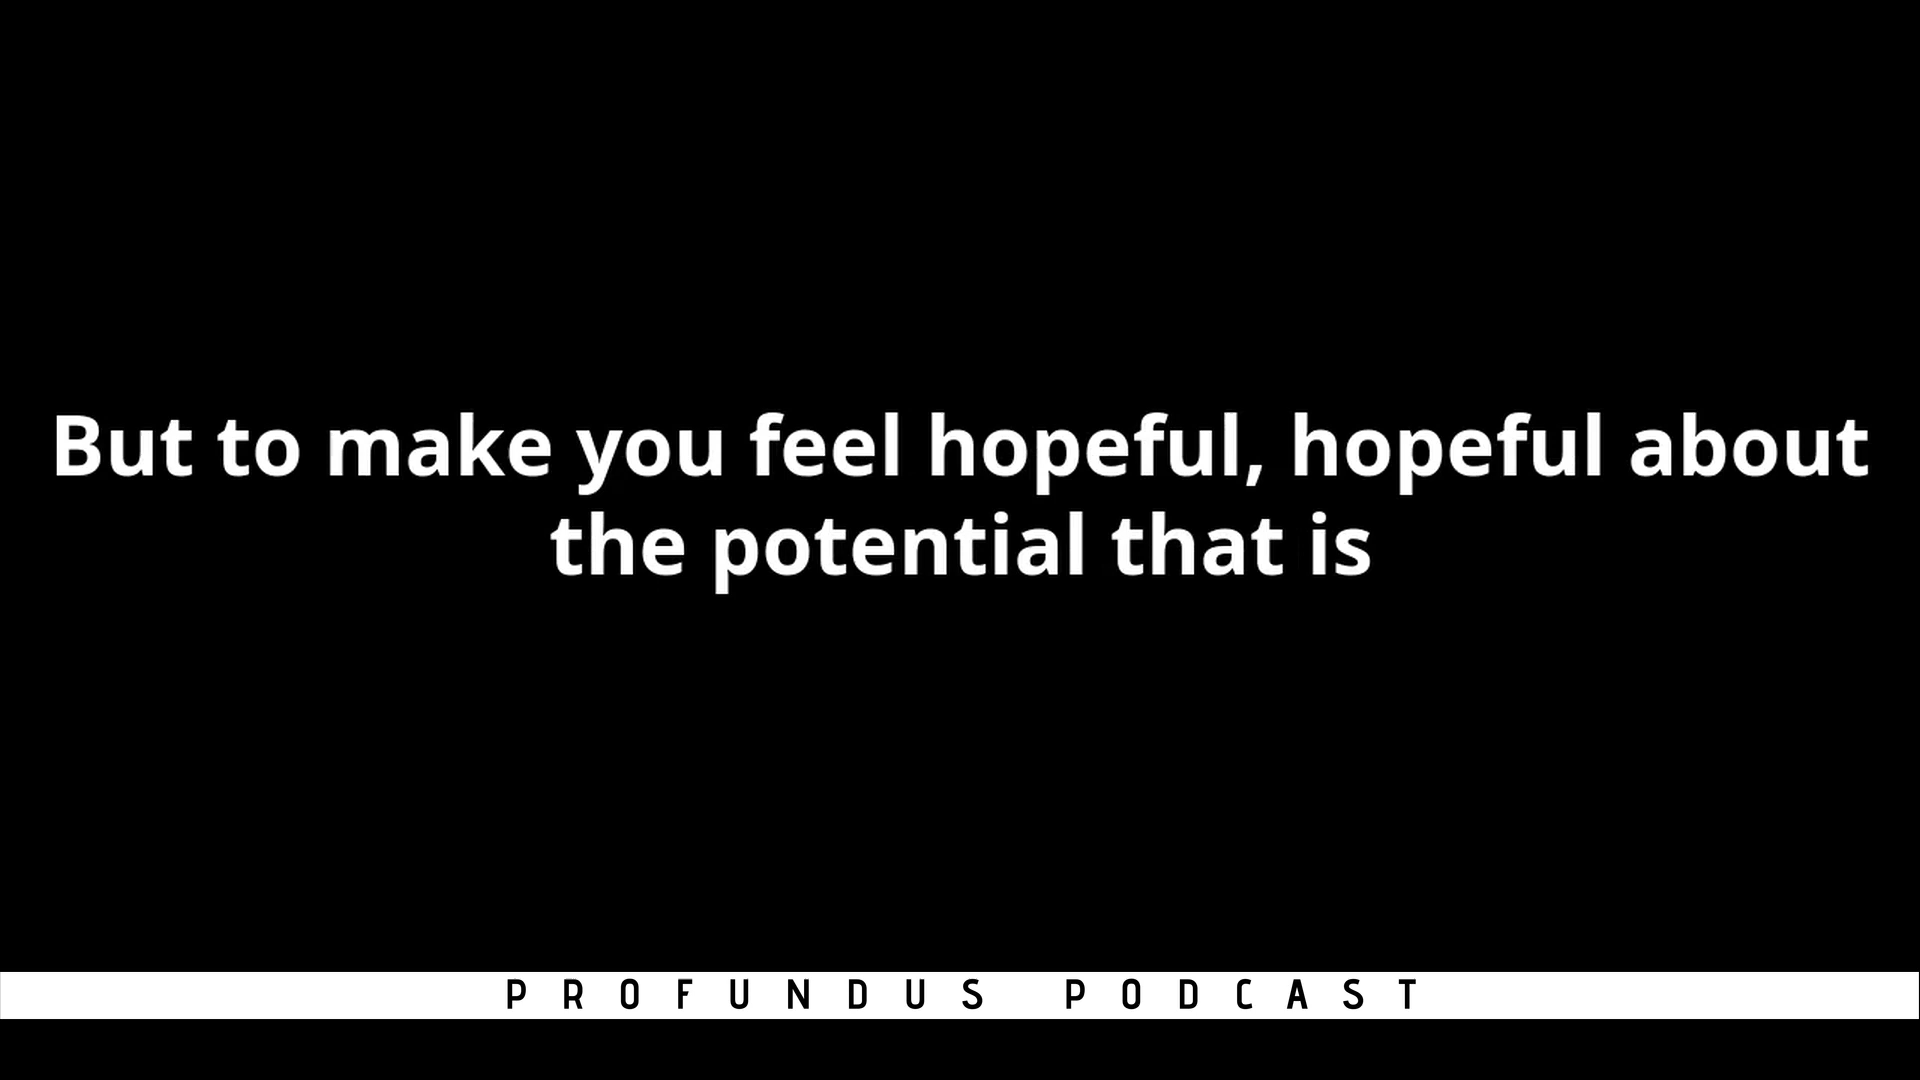 But to make you feel hopeful, hopeful about
the potential that is
PROFUNDUS PODCAST